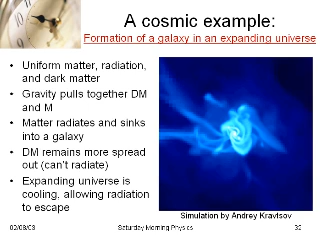 A cosmic example:
Formation of a galaxy in an expanding universe
• Uniform matter, radiation,
and dark matter
• Gravity pulls together DM
and M
• Matter radiates and sinks
into a galaxy
• DM remains more spread
out (can't radiate)
• Expanding universe is
cooling, allowing radiation
to escape
Simulation by Andrey Kravtsov
02/08/03
Saturday Morning Physics
32